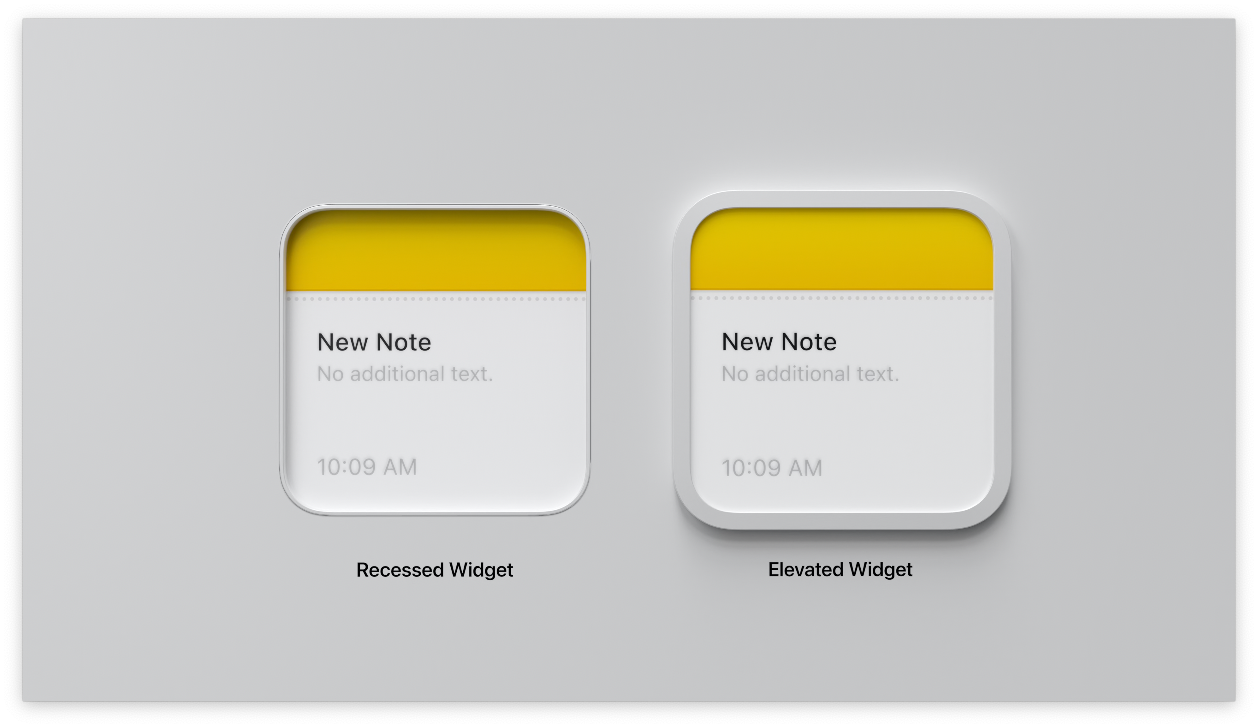 New Note
No additional text.
10:09 AM
Recessed Widget
New Note
No additional text.
10:09 AM
Elevated Widget